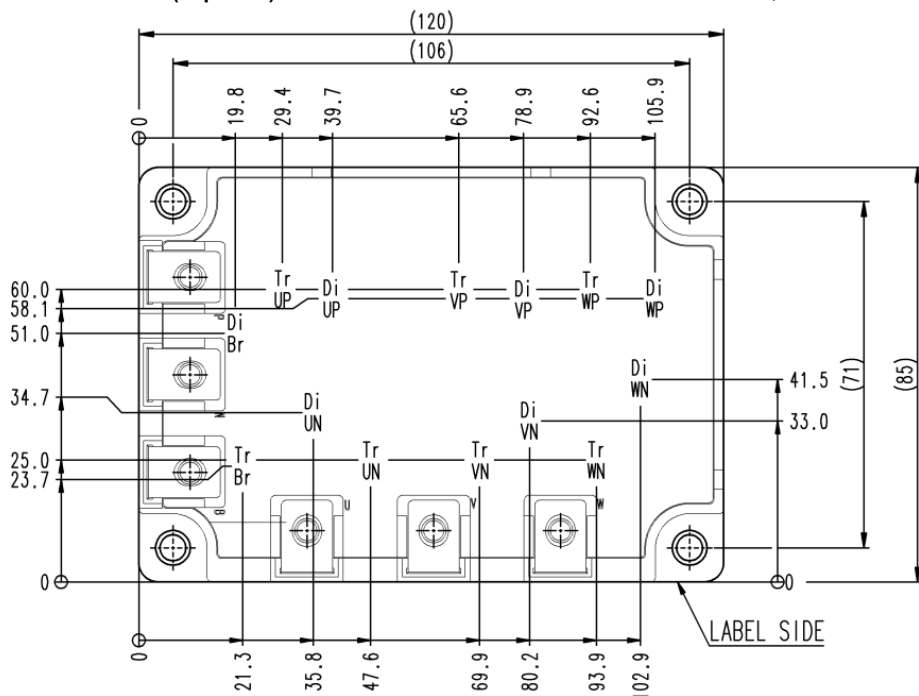 (120)
(106)
0
19.8
29.4
39.7
65.6
78.9
92.6
105.9
Tr
UP
Di
UP
Tr
VP
Di
VP
Tr
WP
Di
WP
60.0
58.1
51.0
34.7
25.0
23.7
0
P
Di
Br
N
Di
UN
Di
VN
Di
WN
41.5
33.0
0
(71)
(85)
Tr
Br
Tr
UN
Tr
VN
Tr
WN
B
U
V
W
LABEL SIDE
0
21.3
35.8
47.6
69.9
80.2
93.9
102.9